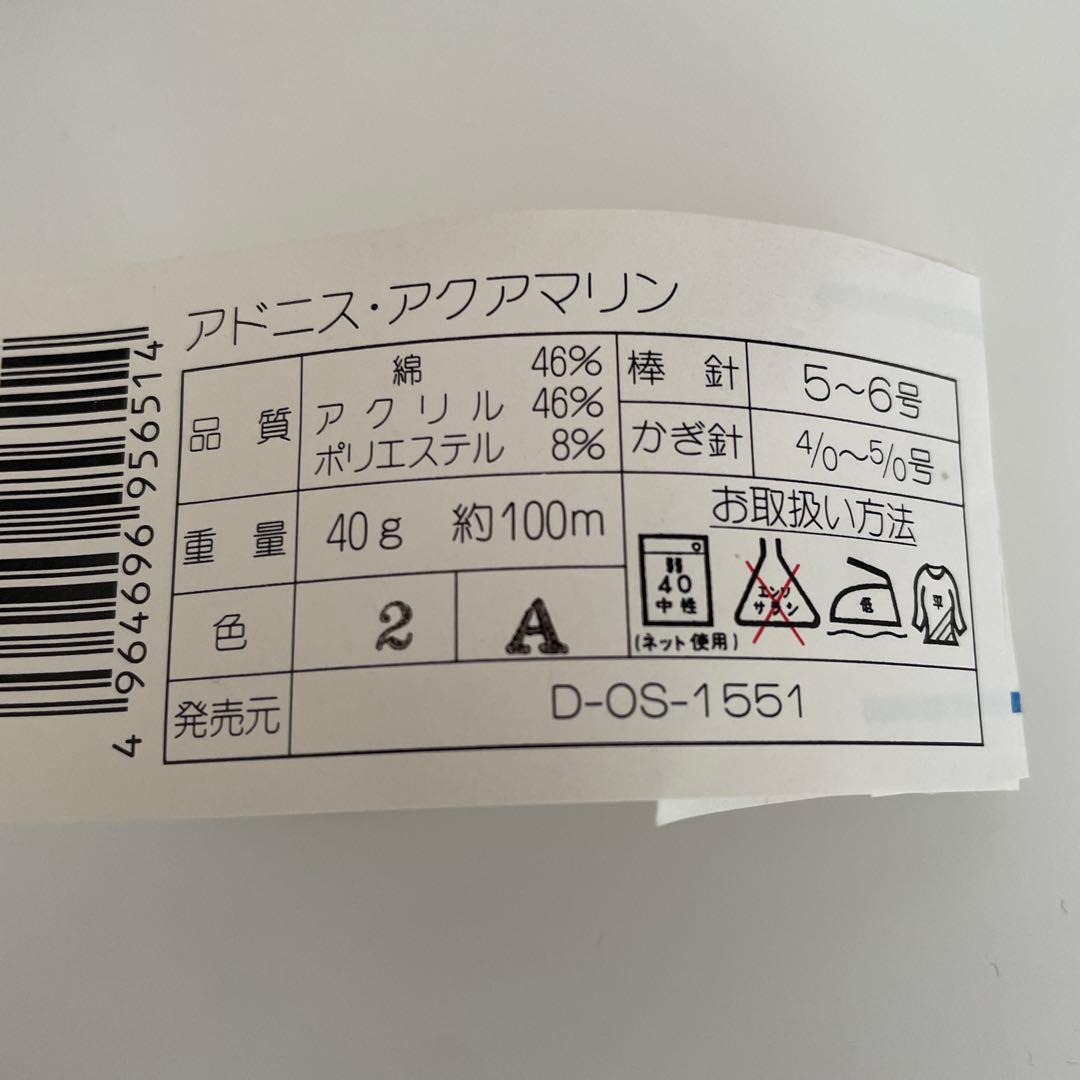 アドニス・アクアマリン
品質 綿 46%
アクリル 46%
ポリエステル 8%
重量 40g 約100m
色 2 A
発売元 D-OS-1551
棒針 5〜6号
かぎ針 4/0〜5/0号
お取扱い方法
40
中性
(ネット使用)
エンソ
サラシ
低
平
4964696956514